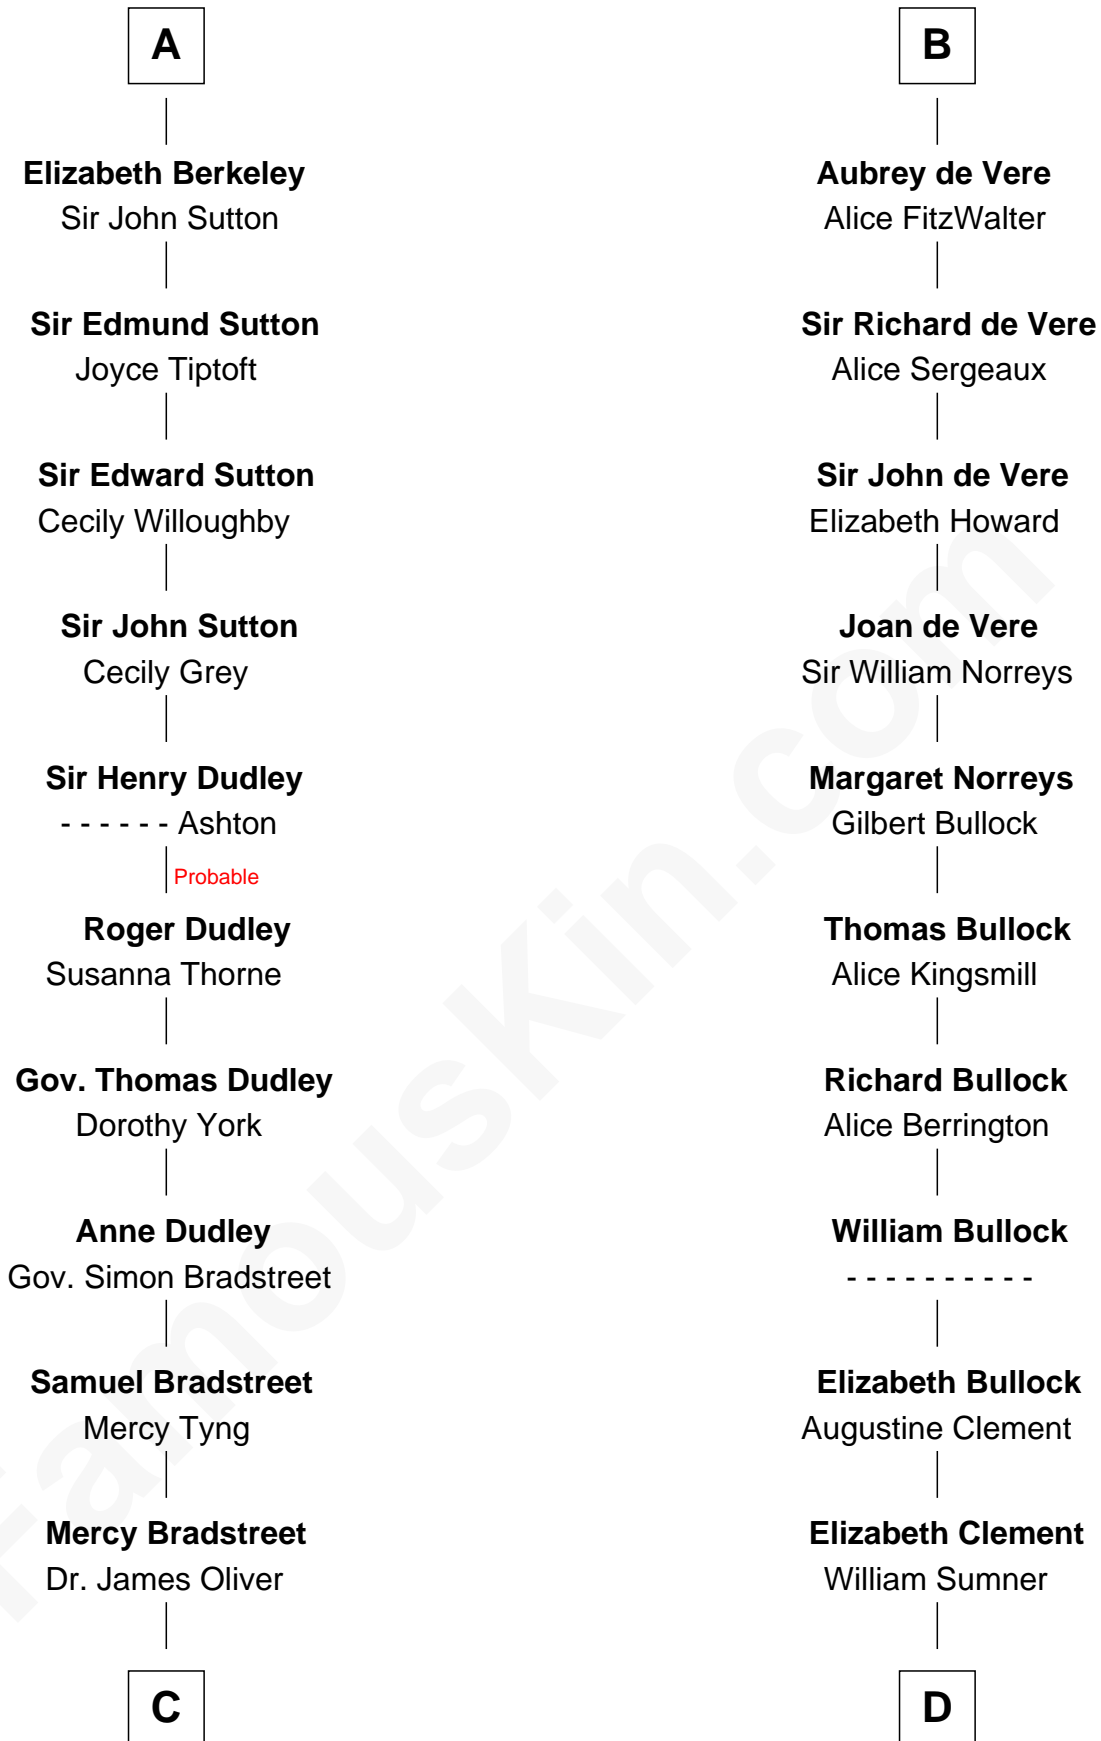 A
Elizabeth Berkeley
Sir John Sutton
Sir Edmund Sutton
Joyce Tiptoft
Sir Edward Sutton
Cecily Willoughby
Sir John Sutton
Cecily Grey
Sir Henry Dudley
- - - - - - Ashton
Probable
Roger Dudley
Susanna Thorne
Gov. Thomas Dudley
Dorothy York
Anne Dudley
Gov. Simon Bradstreet
Samuel Bradstreet
Mercy Tyng
Mercy Bradstreet
Dr. James Oliver
C
B
Aubrey de Vere
Alice FitzWalter
Sir Richard de Vere
Alice Sergeaux
Sir John de Vere
Elizabeth Howard
Joan de Vere
Sir William Norreys
Margaret Norreys
Gilbert Bullock
Thomas Bullock
Alice Kingsmill
Richard Bullock
Alice Berrington
William Bullock
- - - - - - - - - -
Elizabeth Bullock
Augustine Clement
Elizabeth Clement
William Sumner
D
FamousKin.com